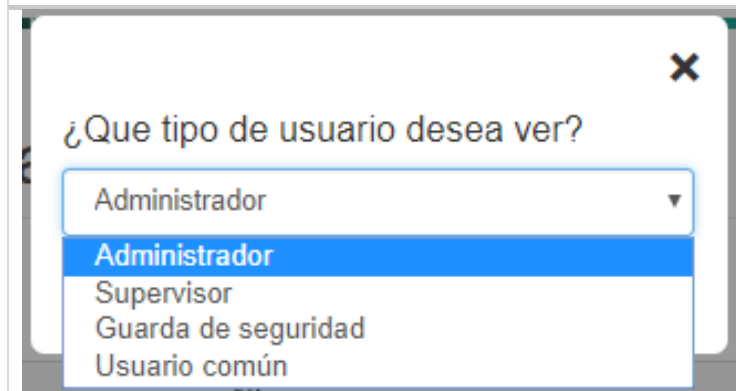 ¿Que tipo de usuario desea ver?
Administrador
Administrador
Supervisor
Guarda de seguridad
Usuario común